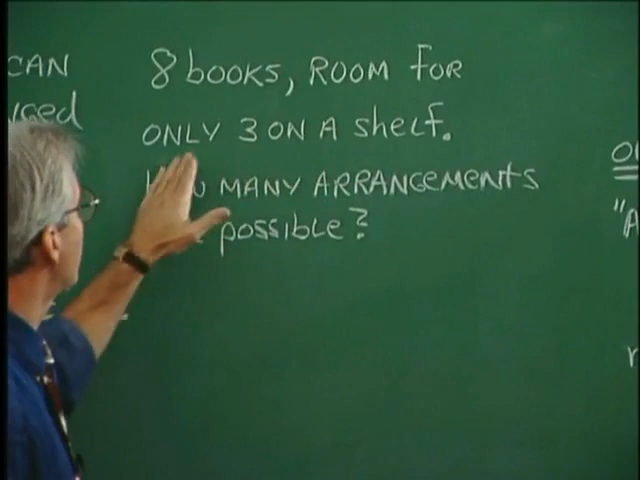 CAN
8 books, ROOM FOR
ONLY 3 ON A shelf.
MANY ARRANGEMENTS
possible?